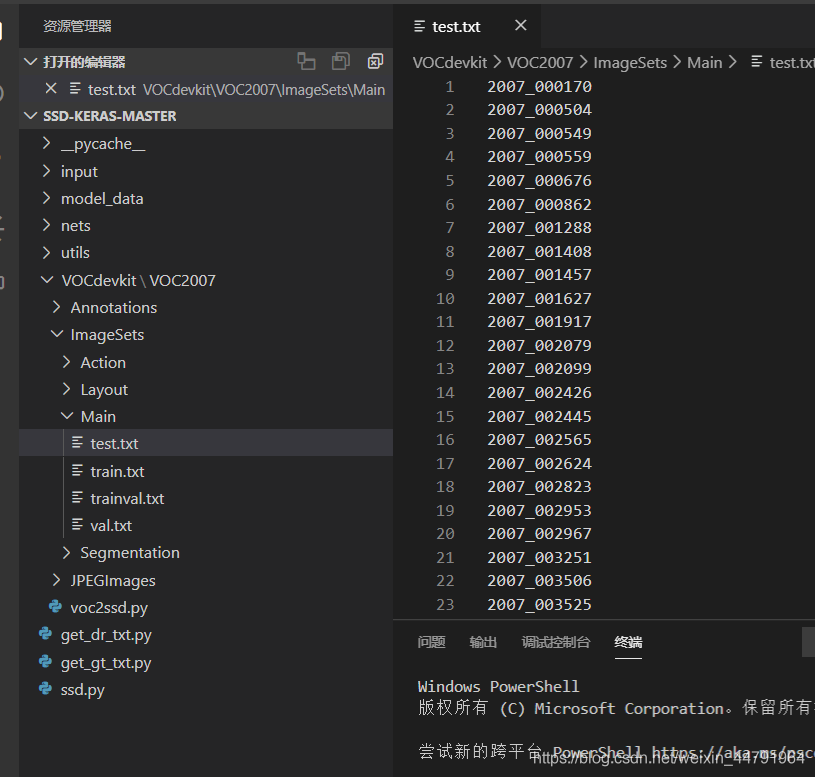 资源管理器
打开的编辑器
test.txt VOCdevkit\VOC2007\ImageSets\Main
SSD-KERAS-MASTER
__pycache__
input
model_data
nets
utils
VOCdevkit \ VOC2007
Annotations
ImageSets
Action
Layout
Main
test.txt
train.txt
trainval.txt
val.txt
Segmentation
JPEGImages
voc2ssd.py
get_dr_txt.py
get_gt_txt.py
ssd.py
test.txt
VOCdevkit > VOC2007 > ImageSets > Main > test.txt
1 2007_000170
2 2007_000504
3 2007_000549
4 2007_000559
5 2007_000676
6 2007_000862
7 2007_001288
8 2007_001408
9 2007_001457
10 2007_001627
11 2007_001917
12 2007_002079
13 2007_002099
14 2007_002426
15 2007_002445
16 2007_002565
17 2007_002624
18 2007_002823
19 2007_002953
20 2007_002967
21 2007_003251
22 2007_003506
23 2007_003525
问题 输出 调试控制台 终端
Windows PowerShell
版权所有 (C) Microsoft Corporation。保留所有
尝试新的跨平台 PowerShell https://aka.ms/psc
https://blog.csdn.net/weixin_44791964